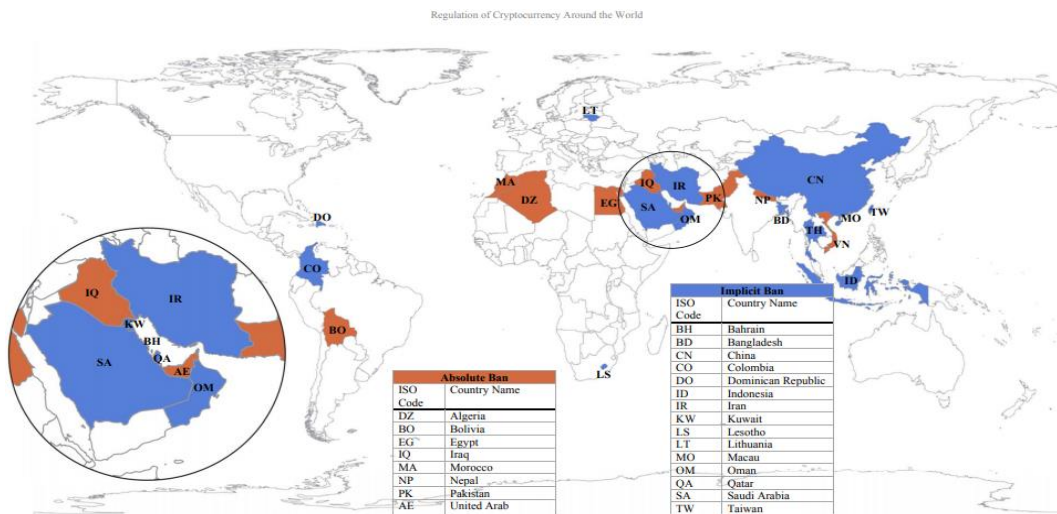 Regulation of Cryptocurrency Around the World
LT
MA
DZ
EG
IQ
IR
SA
OM
PK
NP
CN
BD
MO
TW
TH
VN
ID
DO
CO
BO
LS
IQ
IR
KW
BH
SA
QA
AE
OM
Absolute Ban
ISO Code Country Name
DZ Algeria
BO Bolivia
EG Egypt
IQ Iraq
MA Morocco
NP Nepal
PK Pakistan
AE United Arab
Implicit Ban
ISO Code Country Name
BH Bahrain
BD Bangladesh
CN China
CO Colombia
DO Dominican Republic
ID Indonesia
IR Iran
KW Kuwait
LS Lesotho
LT Lithuania
MO Macau
OM Oman
QA Qatar
SA Saudi Arabia
TW Taiwan